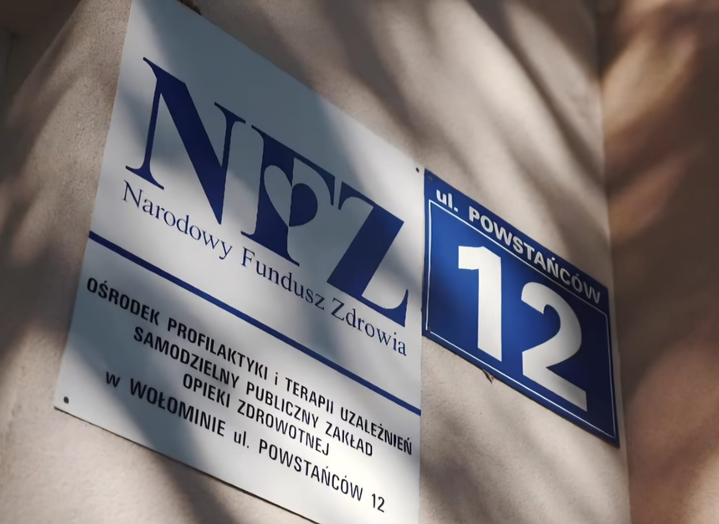 NFZ
Narodowy Fundusz Zdrowia
OŚRODEK PROFILAKTYKI i TERAPII UZALEŻNIEŃ
SAMODZIELNY PUBLICZNY ZAKŁAD
OPIEKI ZDROWOTNEJ
w WOŁOMINIE ul. POWSTAŃCÓW 12
ul. POWSTAŃCÓW
12